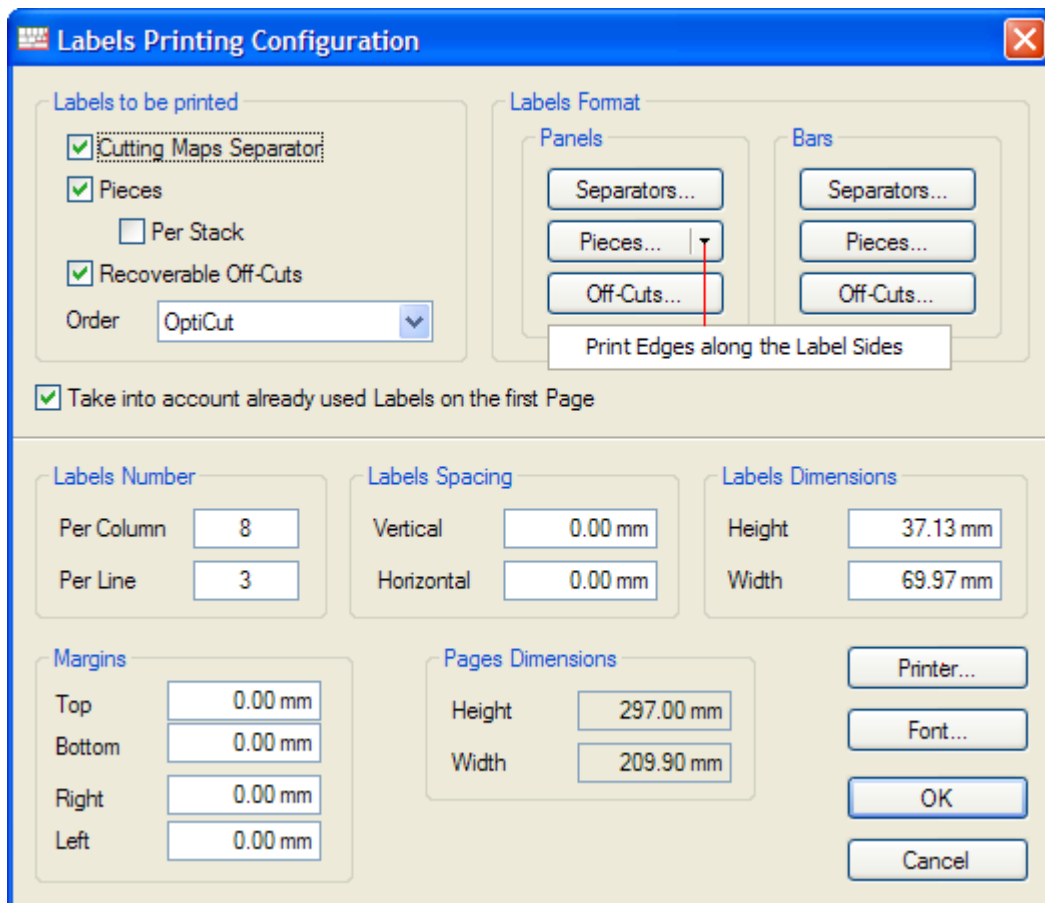 Labels Printing Configuration
Labels to be printed
Cutting Maps Separator
Pieces
Per Stack
Recoverable Off-Cuts
Order OptiCut
Labels Format
Panels
Separators...
Pieces...
Off-Cuts...
Bars
Separators...
Pieces...
Off-Cuts...
Print Edges along the Label Sides
Take into account already used Labels on the first Page
Labels Number
Per Column 8
Per Line 3
Labels Spacing
Vertical 0.00 mm
Horizontal 0.00 mm
Labels Dimensions
Height 37.13 mm
Width 69.97 mm
Margins
Top 0.00 mm
Bottom 0.00 mm
Right 0.00 mm
Left 0.00 mm
Pages Dimensions
Height 297.00 mm
Width 209.90 mm
Printer...
Font...
OK
Cancel